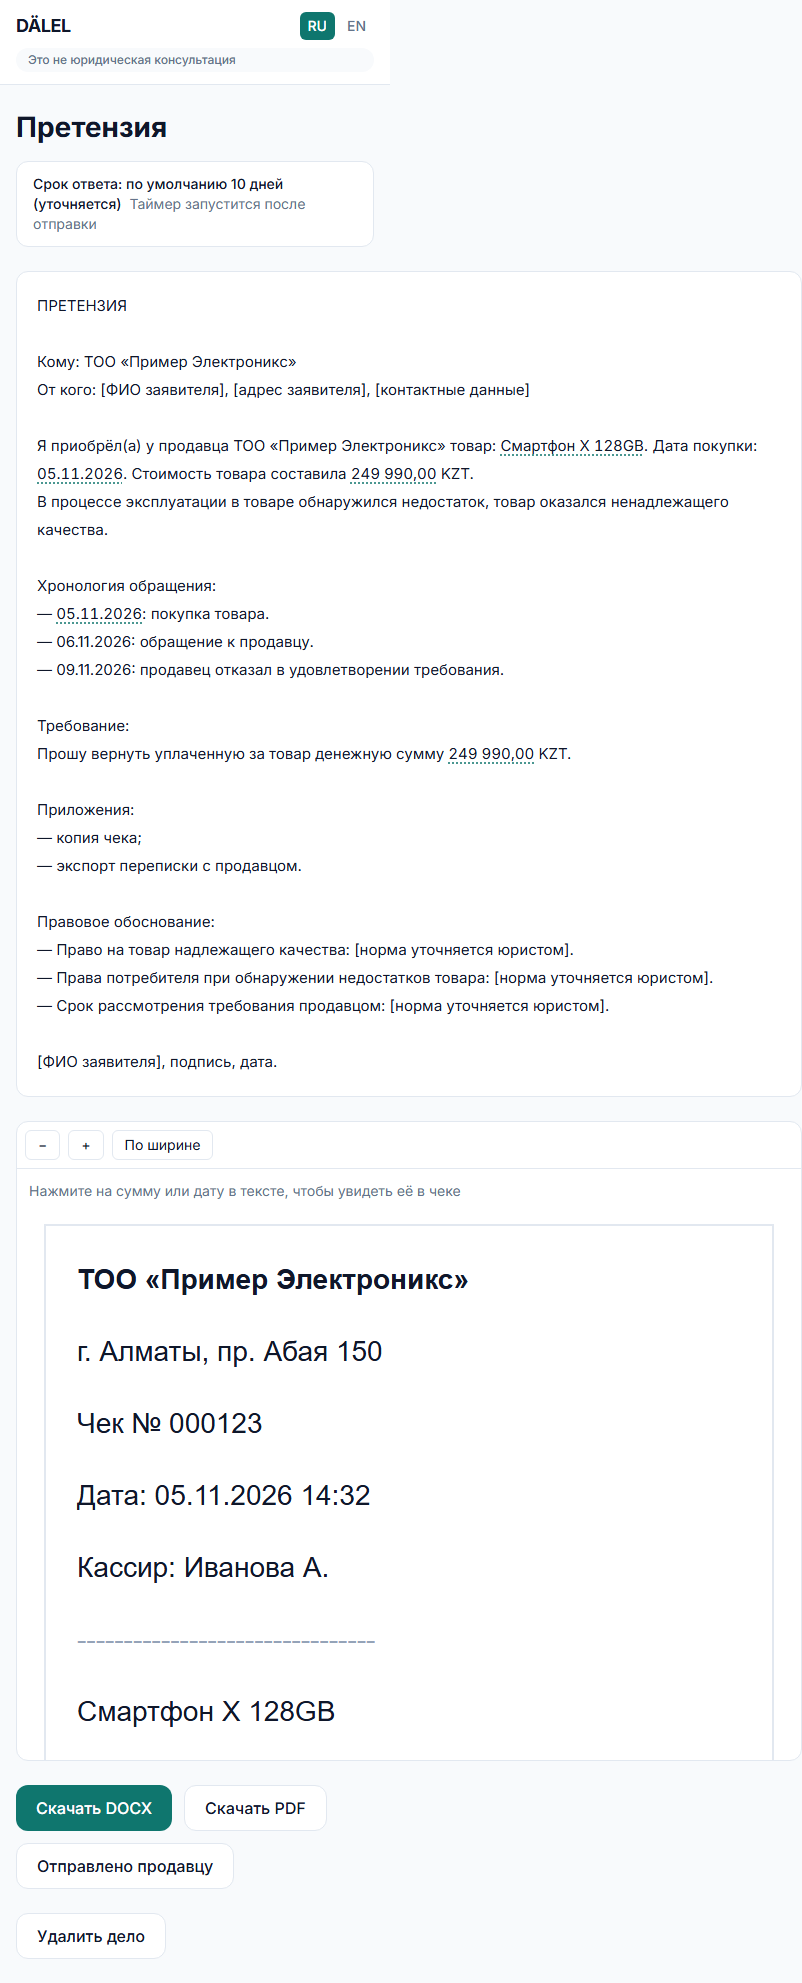 DÄLEL
RU EN
Это не юридическая консультация
Претензия
Срок ответа: по умолчанию 10 дней
(уточняется) Таймер запустится после
отправки
ПРЕТЕНЗИЯ
Кому: ТОО «Пример Электроникс»
От кого: [ФИО заявителя], [адрес заявителя], [контактные данные]
Я приобрёл(а) у продавца ТОО «Пример Электроникс» товар: Смартфон X 128GB. Дата покупки:
05.11.2026. Стоимость товара составила 249 990,00 KZT.
В процессе эксплуатации в товаре обнаружился недостаток, товар оказался ненадлежащего
качества.
Хронология обращения:
— 05.11.2026: покупка товара.
— 06.11.2026: обращение к продавцу.
— 09.11.2026: продавец отказал в удовлетворении требования.
Требование:
Прошу вернуть уплаченную за товар денежную сумму 249 990,00 KZT.
Приложения:
— копия чека;
— экспорт переписки с продавцом.
Правовое обоснование:
— Право на товар надлежащего качества: [норма уточняется юристом].
— Права потребителя при обнаружении недостатков товара: [норма уточняется юристом].
— Срок рассмотрения требования продавцом: [норма уточняется юристом].
[ФИО заявителя], подпись, дата.
− + По ширине
Нажмите на сумму или дату в тексте, чтобы увидеть её в чеке
ТОО «Пример Электроникс»
г. Алматы, пр. Абая 150
Чек № 000123
Дата: 05.11.2026 14:32
Кассир: Иванова А.
--------------------------------
Смартфон X 128GB
Скачать DOCX Скачать PDF
Отправлено продавцу
Удалить дело